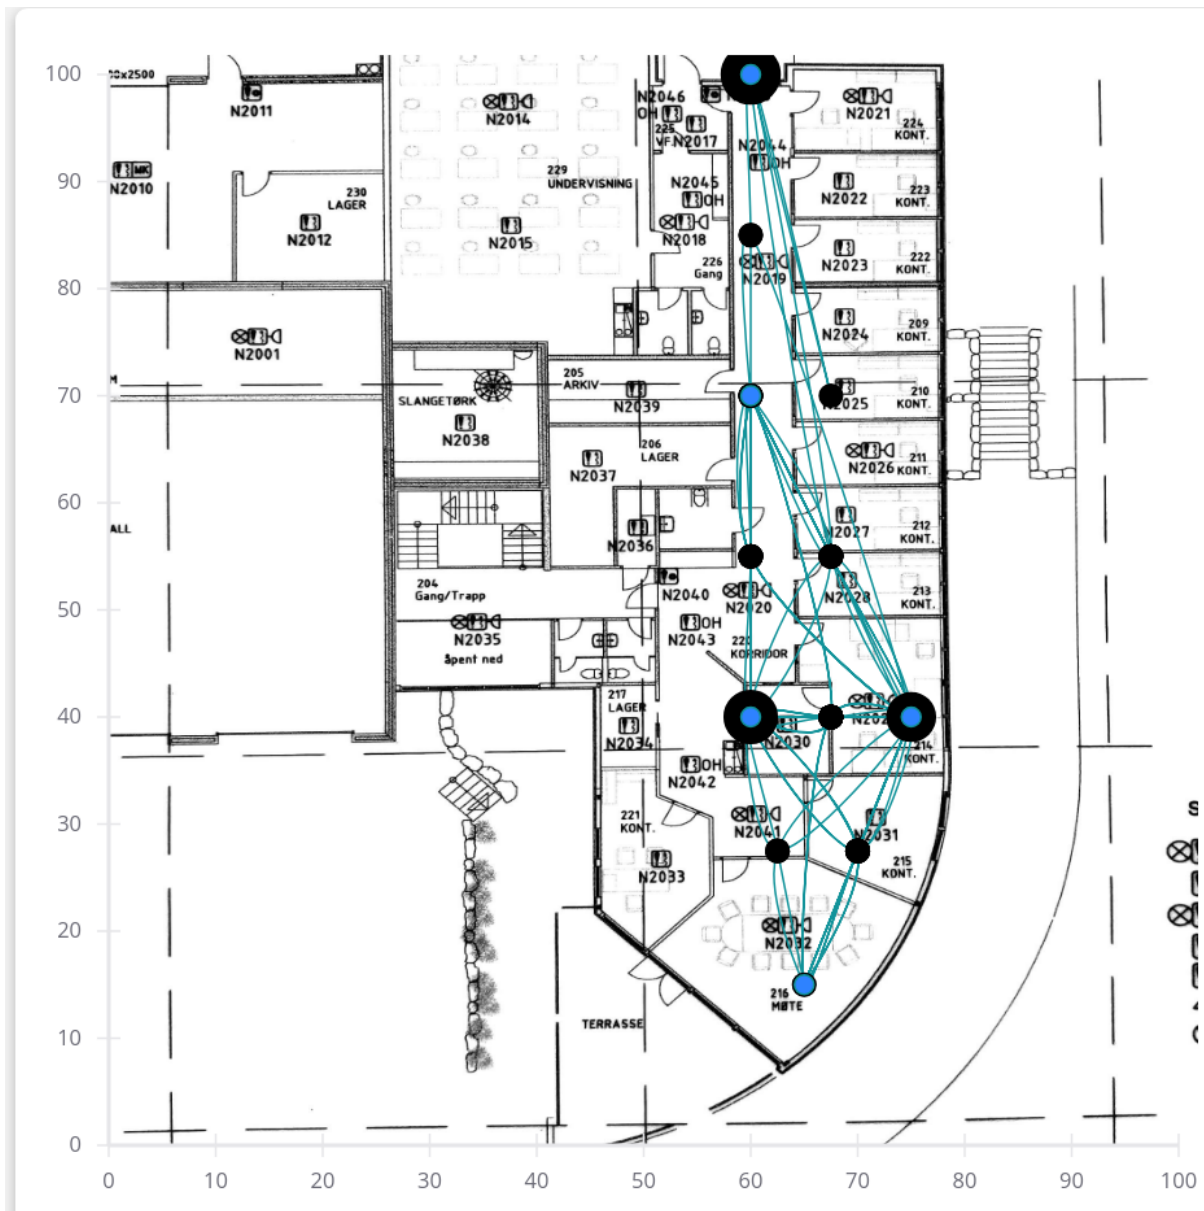 100
00x2500
N2011
N2010
MK
230
LAGER
N2012
N2014
229
UNDERVISNING
N2015
N2046
OH
225
VF.
N2017
N2044
OH
N2045
OH
N2018
226
Gang
N2019
N2021
224
KONT.
90
N2022
223
KONT.
N2023
222
KONT.
80
N2001
N2024
209
KONT.
205
ARKIV
N2039
N2025
210
KONT.
70
SLANGETØRK
N2038
206
LAGER
N2037
N2026
211
KONT.
60
ALL
N2036
N2027
212
KONT.
204
Gang/Trapp
N2040
N2020
N2028
213
KONT.
50
N2035
åpent ned
N2043
OH
KORRIDOR
217
LAGER
N2034
40
N2030
214
KONT.
N2042
OH
30
221
KONT.
N2033
N2041
N2031
215
KONT.
S
20
N2032
216
MØTE
TERRASSE
10
0
0 10 20 30 40 50 60 70 80 90 100